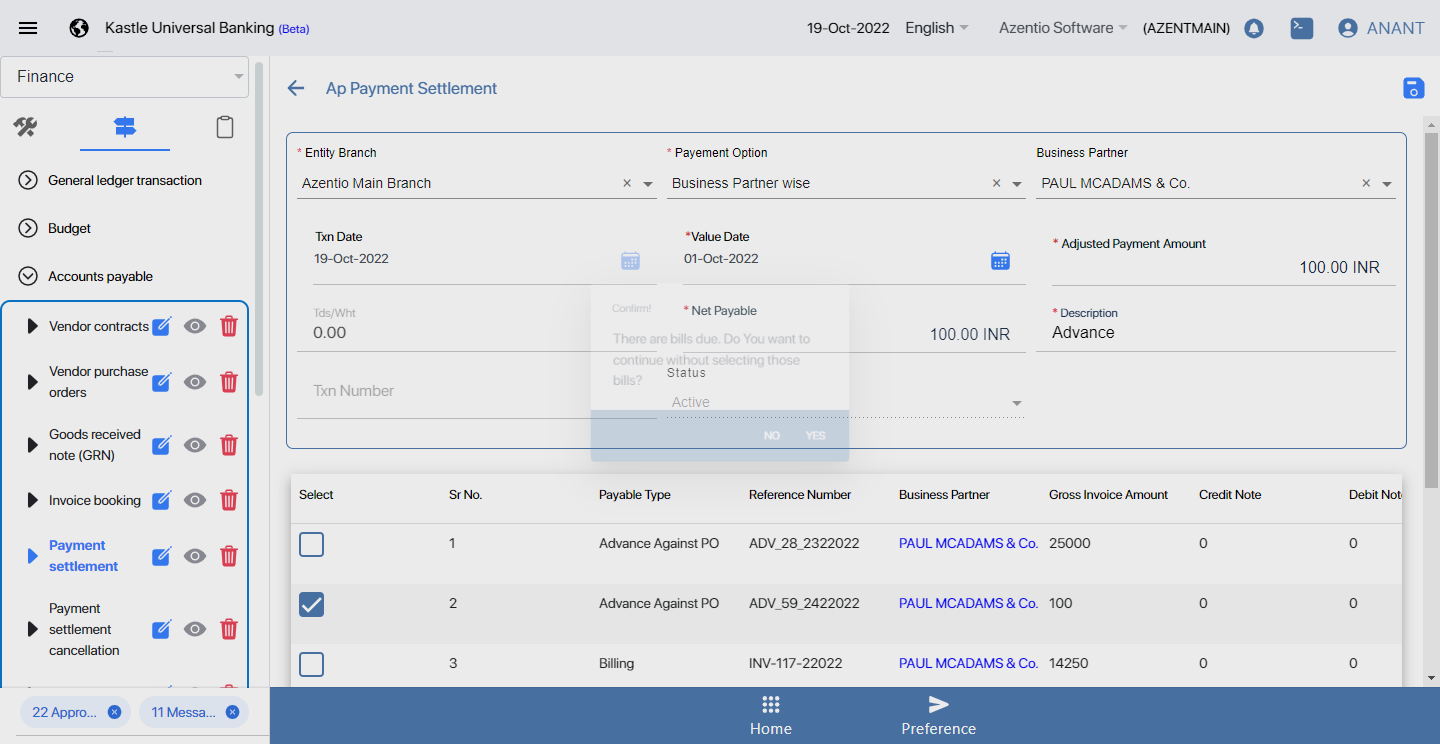 Kastle Universal Banking (Beta)
19-Oct-2022
English
Azentio Software
(AZENTMAIN)
ANANT
Finance
General ledger transaction
Budget
Accounts payable
Vendor contracts
Vendor purchase
orders
Goods received
note (GRN)
Invoice booking
Payment
settlement
Payment
settlement
cancellation
22 Appro...
11 Messa...
Ap Payment Settlement
* Entity Branch
* Payement Option
Business Partner
Azentio Main Branch
Business Partner wise
PAUL MCADAMS & Co.
Txn Date
*Value Date
* Adjusted Payment Amount
19-Oct-2022
01-Oct-2022
100.00 INR
Tds/Wht
* Net Payable
* Description
0.00
100.00 INR
Advance
Txn Number
Status
Active
Confirm!
There are bills due. Do You want to
continue without selecting those
bills?
NO YES
Select Sr No. Payable Type Reference Number Business Partner Gross Invoice Amount Credit Note Debit Not
1 Advance Against PO ADV_28_2322022 PAUL MCADAMS & Co. 25000 0 0
2 Advance Against PO ADV_59_2422022 PAUL MCADAMS & Co. 100 0 0
3 Billing INV-117-22022 PAUL MCADAMS & Co. 14250 0 0
Home
Preference